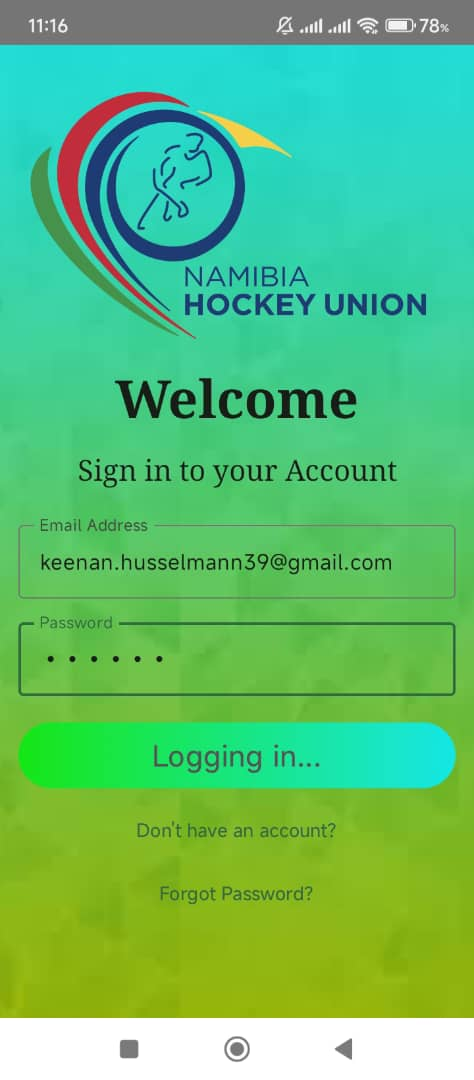 11:16
78%
NAMIBIA
HOCKEY UNION
Welcome
Sign in to your Account
Email Address
keenan.husselmann39@gmail.com
Password
••••••
Logging in...
Don't have an account?
Forgot Password?